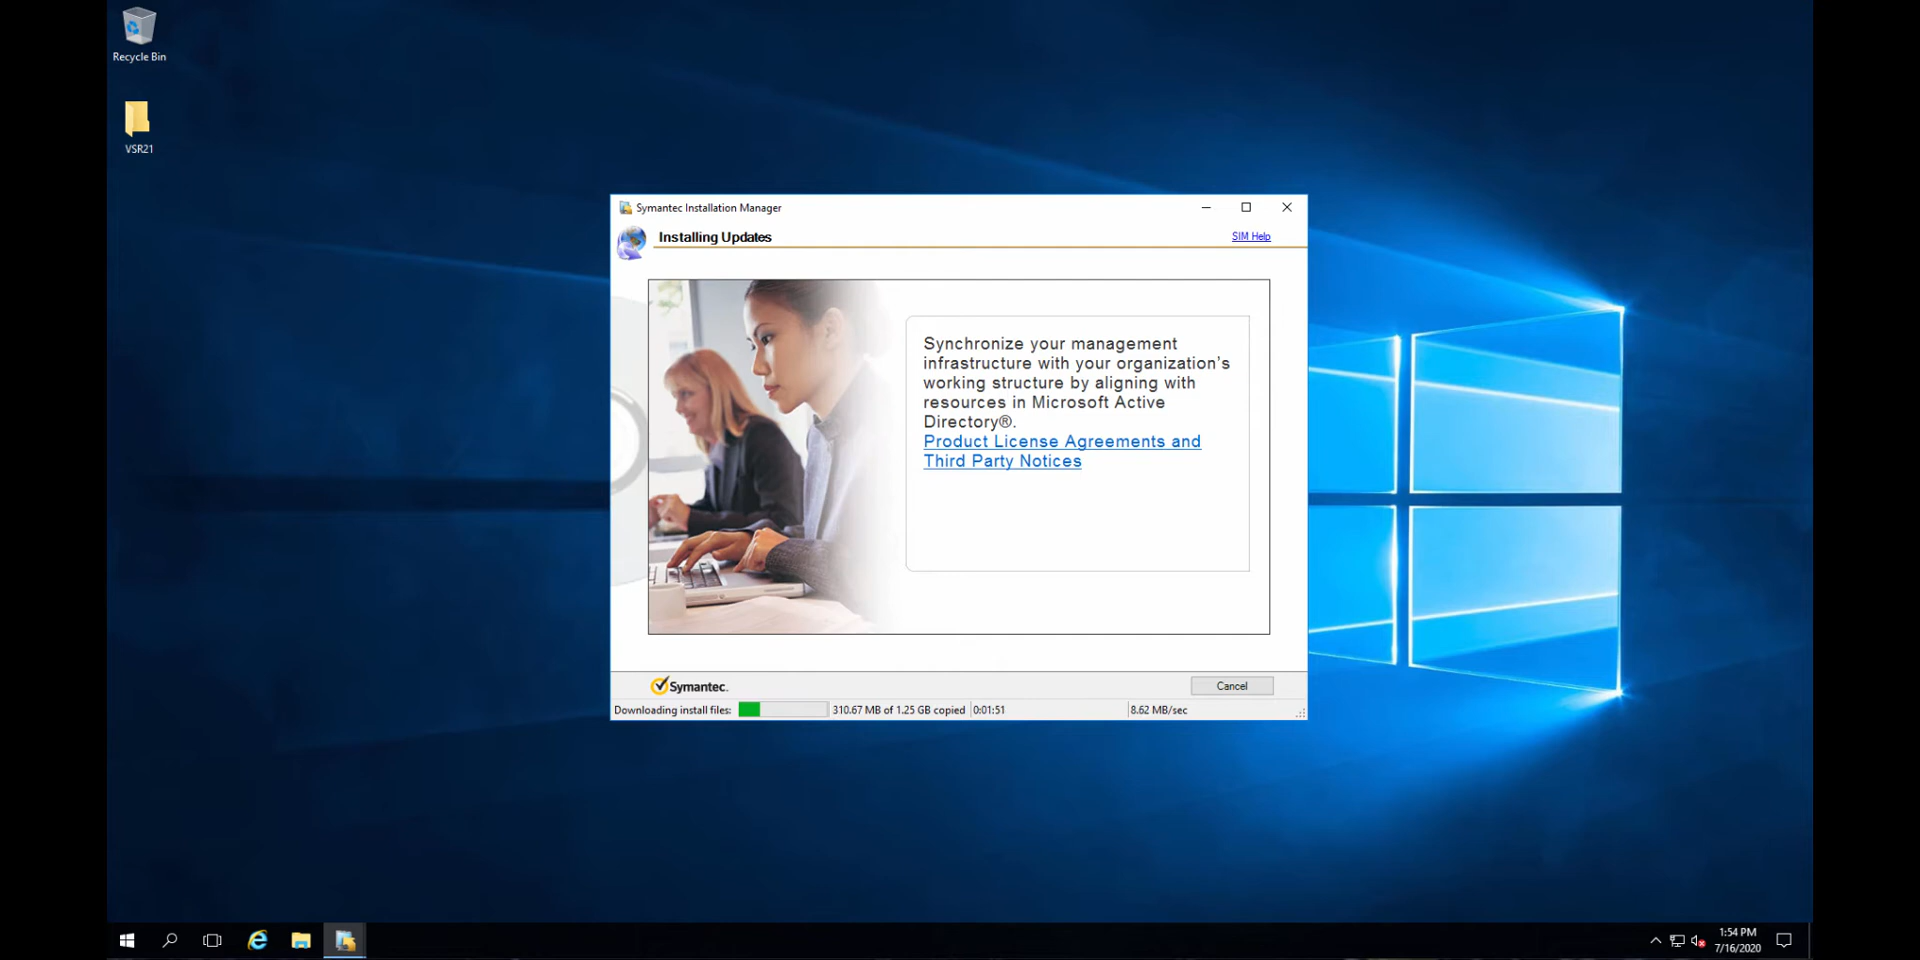 Recycle Bin
VSR21
Symantec Installation Manager
Installing Updates
SIM Help
Synchronize your management
infrastructure with your organization's
working structure by aligning with
resources in Microsoft Active
Directory®.
Product License Agreements and
Third Party Notices
Symantec.
Cancel
Downloading install files:
310.67 MB of 1.25 GB copied
0:01:51
8.62 MB/sec
1:54 PM
7/16/2020